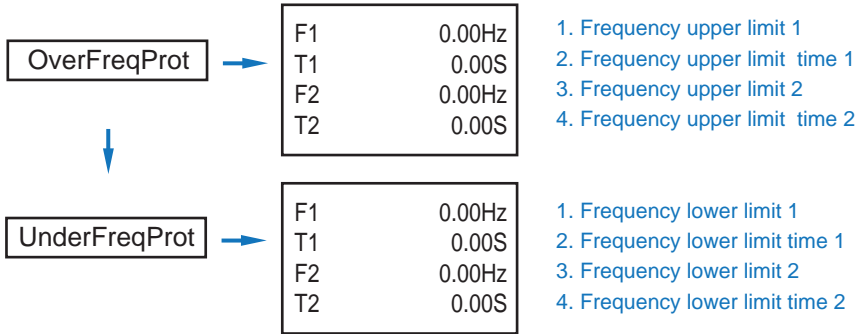 OverFreqProt
F1 0.00Hz
T1 0.00S
F2 0.00Hz
T2 0.00S
1. Frequency upper limit 1
2. Frequency upper limit time 1
3. Frequency upper limit 2
4. Frequency upper limit time 2
UnderFreqProt
F1 0.00Hz
T1 0.00S
F2 0.00Hz
T2 0.00S
1. Frequency lower limit 1
2. Frequency lower limit time 1
3. Frequency lower limit 2
4. Frequency lower limit time 2